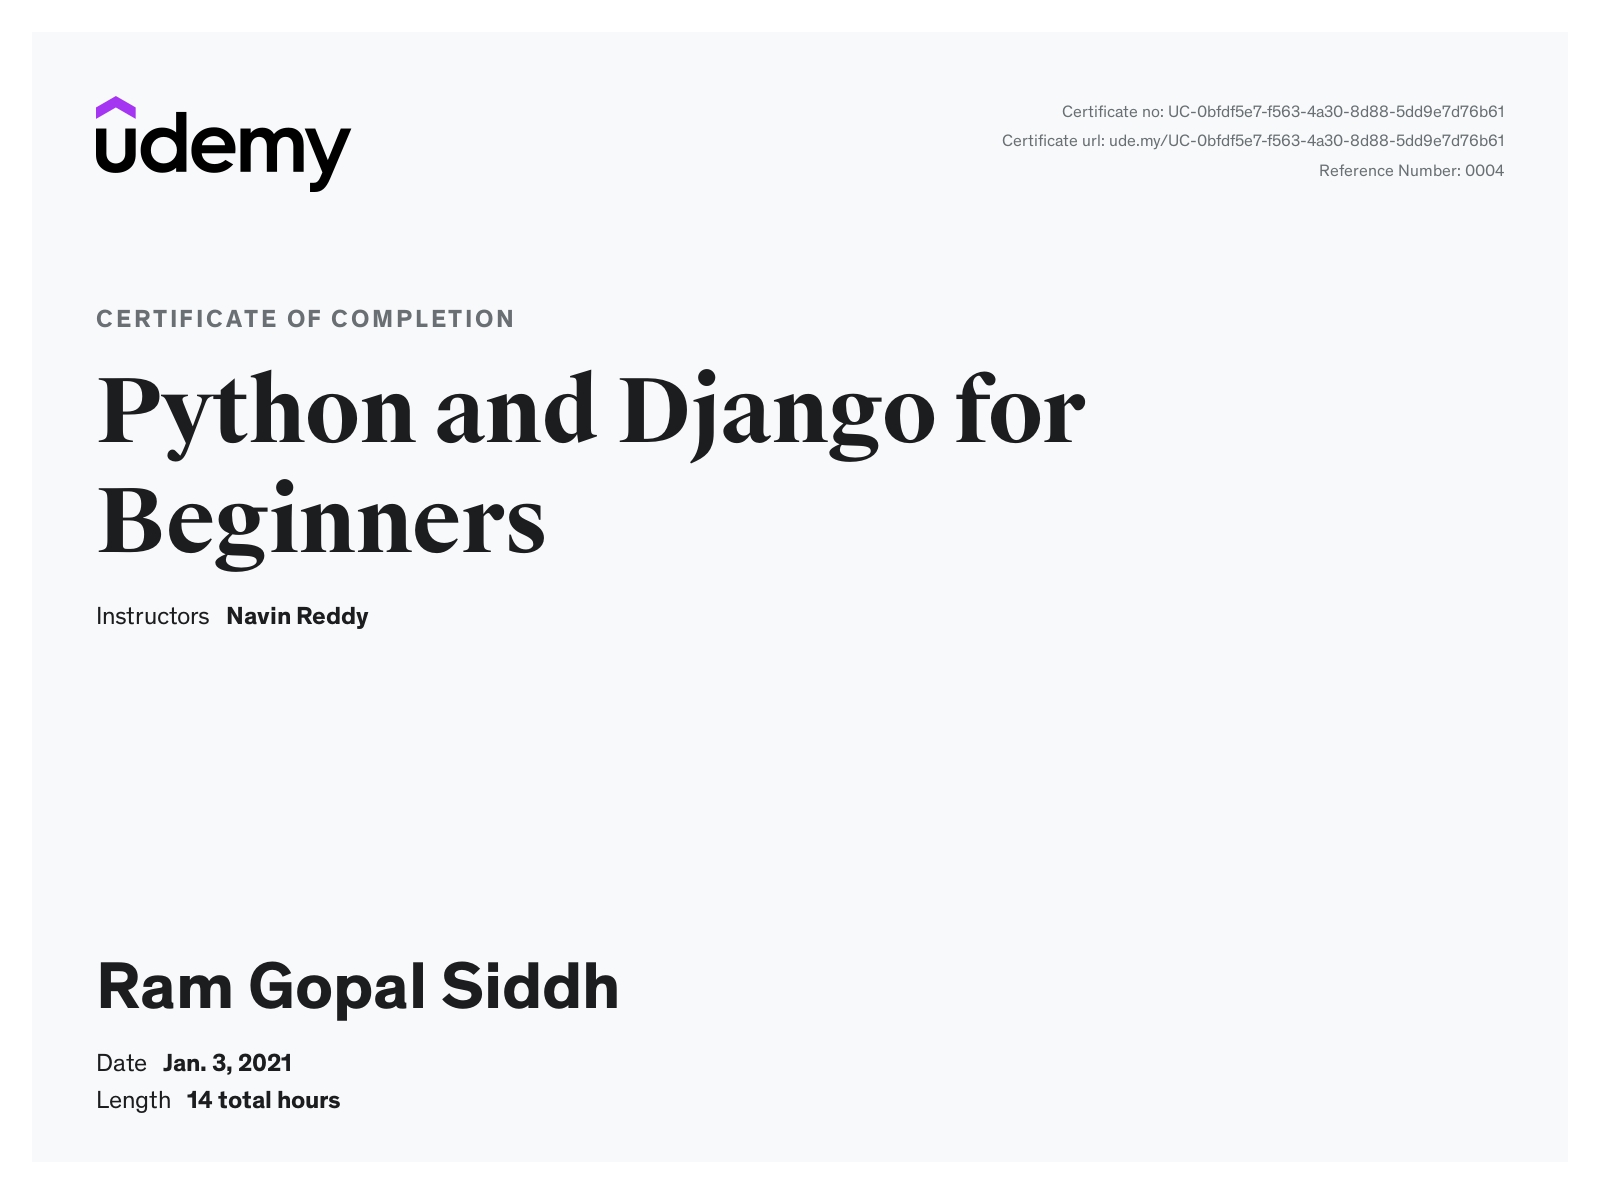 udemy
Certificate no: UC-0bfdf5e7-f563-4a30-8d88-5dd9e7d76b61
Certificate url: ude.my/UC-0bfdf5e7-f563-4a30-8d88-5dd9e7d76b61
Reference Number: 0004
CERTIFICATE OF COMPLETION
Python and Django for
Beginners
Instructors Navin Reddy
Ram Gopal Siddh
Date Jan. 3, 2021
Length 14 total hours